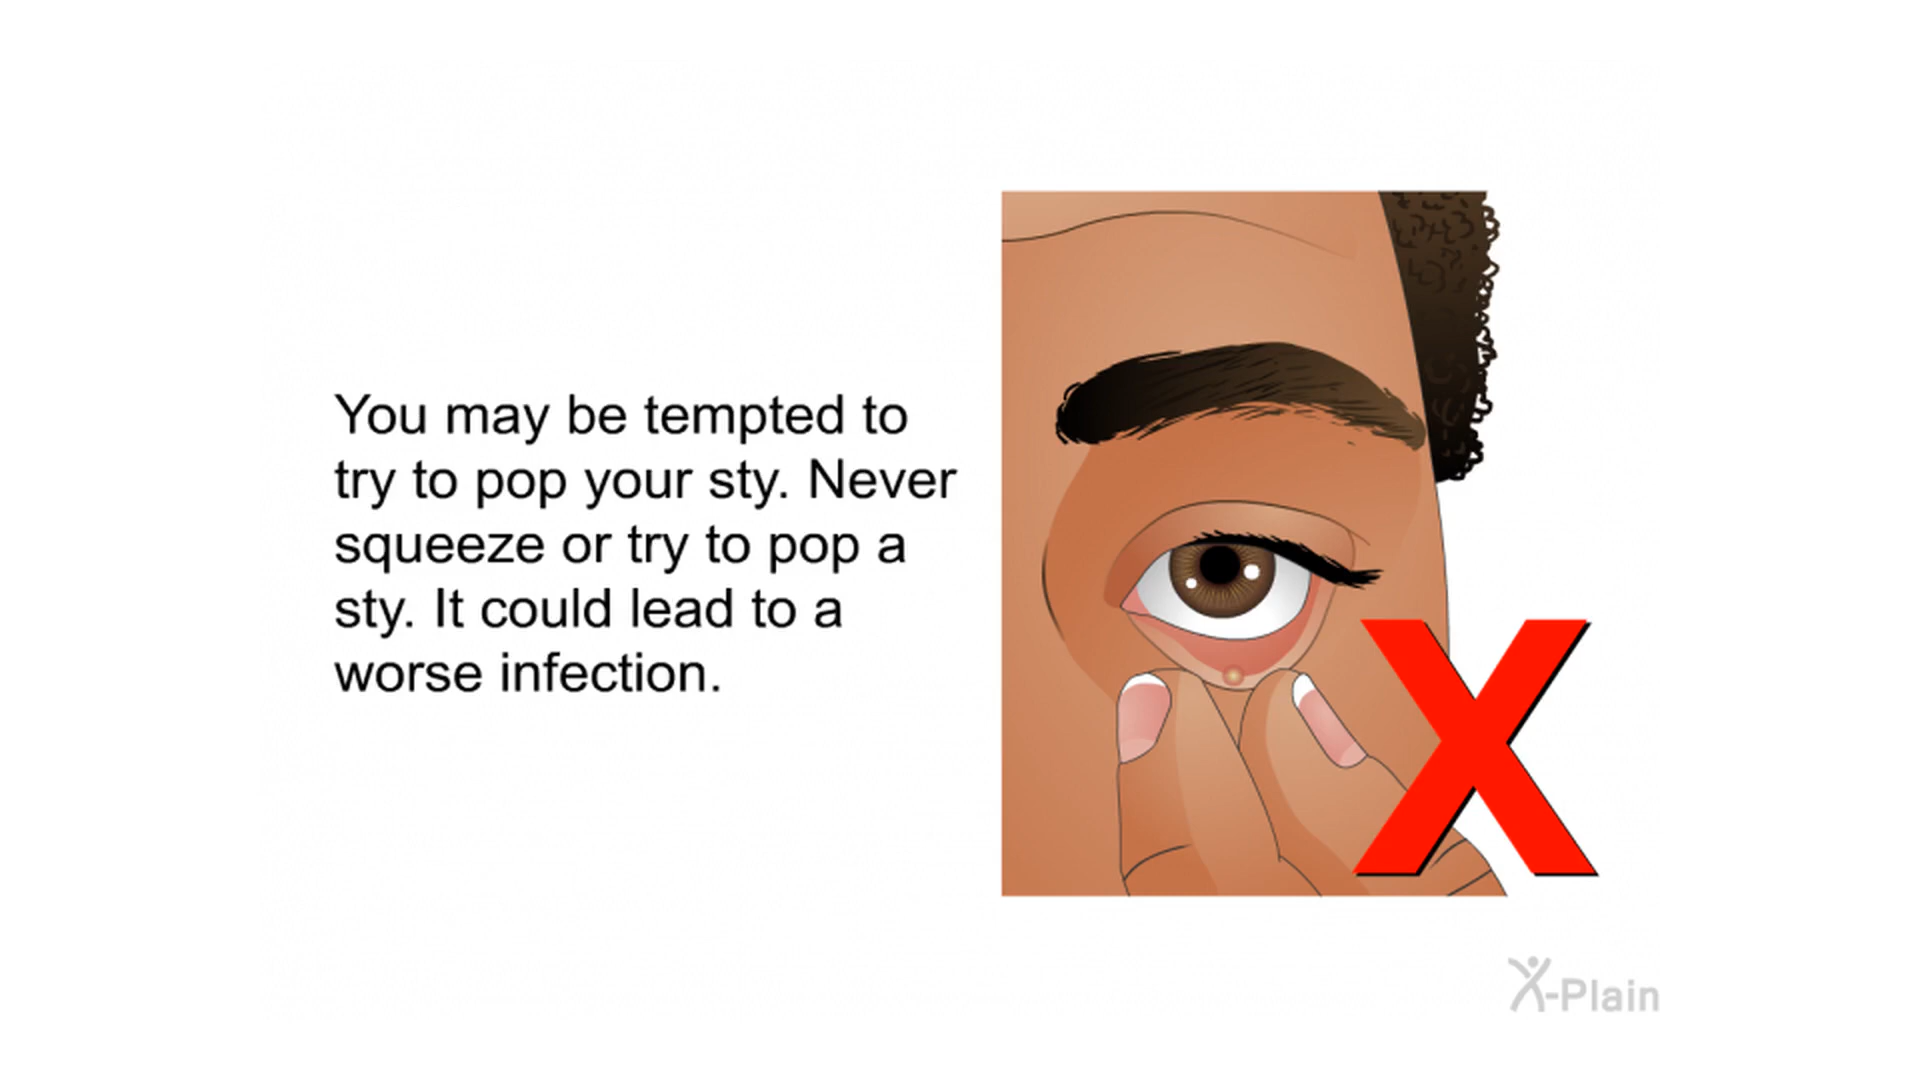 You may be tempted to
try to pop your sty. Never
squeeze or try to pop a
sty. It could lead to a
worse infection.
X
X-Plain